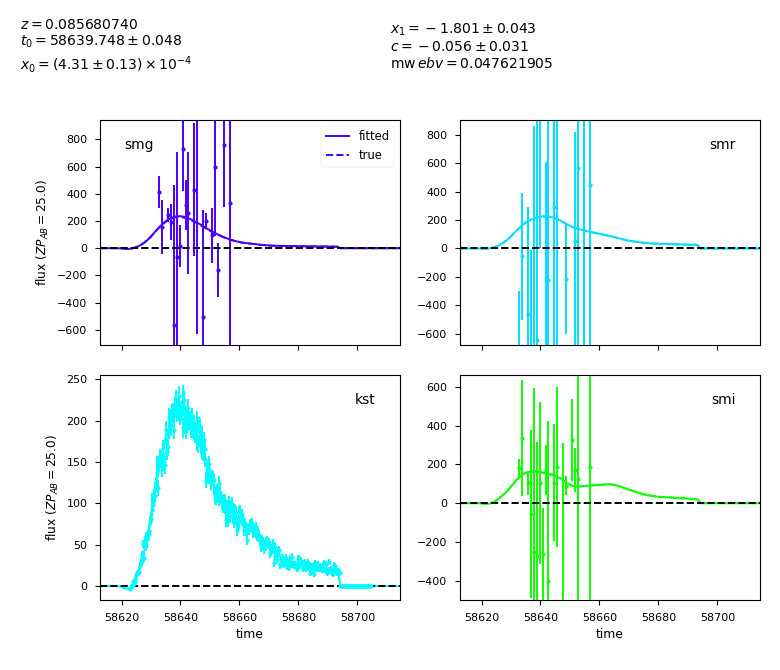 z = 0.085680740
t₀ = 58639.748 ± 0.048
x₀ = (4.31 ± 0.13) × 10⁻⁴
x₁ = −1.801 ± 0.043
c = −0.056 ± 0.031
mw ebv = 0.047621905
smg
fitted
true
flux (ZP_AB = 25.0)
800
600
400
200
0
−200
−400
−600
smr
800
600
400
200
0
−200
−400
−600
kst
flux (ZP_AB = 25.0)
250
200
150
100
50
0
58620 58640 58660 58680 58700
time
smi
600
400
200
0
−200
−400
58620 58640 58660 58680 58700
time